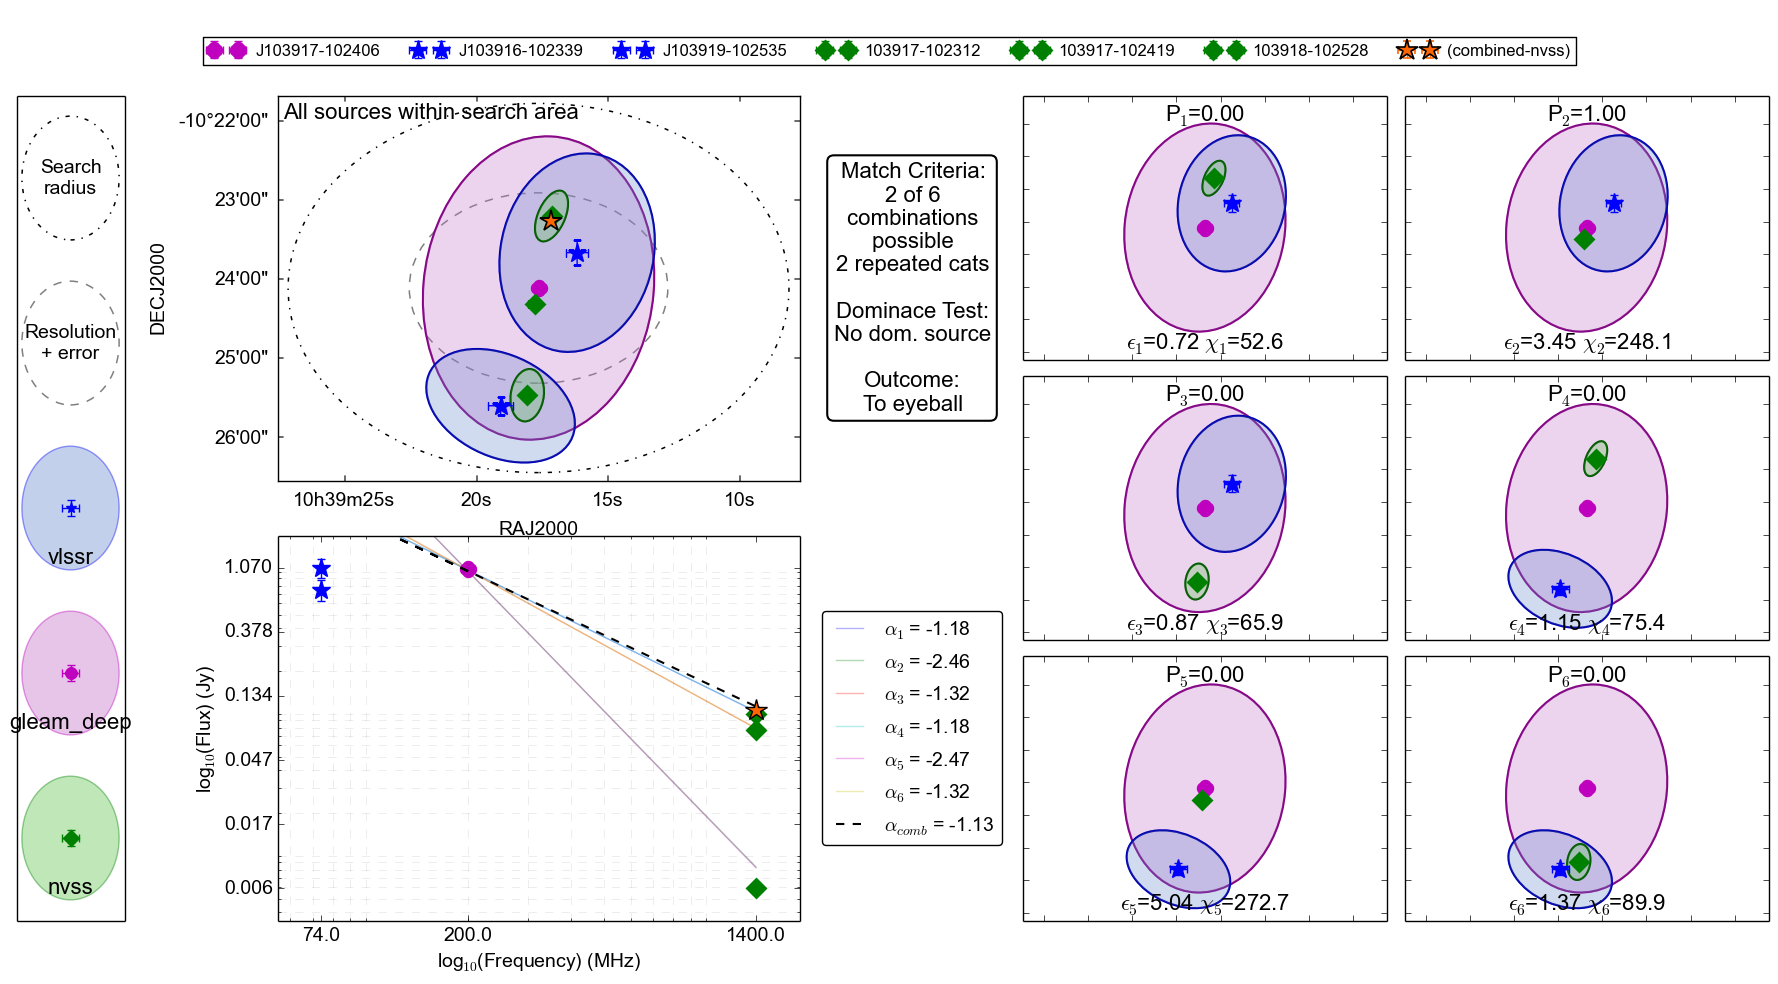 J103917-102406 J103916-102339 J103919-102535 103917-102312 103917-102419 103918-102528 (combined-nvss)
Search
radius
Resolution
+ error
vlssr
gleam_deep
nvss
All sources within search area
-10°22'00"
23'00"
24'00"
25'00"
26'00"
DECJ2000
10h39m25s 20s 15s 10s
RAJ2000
Match Criteria:
2 of 6
combinations
possible
2 repeated cats
Dominace Test:
No dom. source
Outcome:
To eyeball
1.070
0.378
0.134
0.047
0.017
0.006
log10(Flux) (Jy)
74.0 200.0 1400.0
log10(Frequency) (MHz)
α1 = -1.18
α2 = -2.46
α3 = -1.32
α4 = -1.18
α5 = -2.47
α6 = -1.32
αcomb = -1.13
P1=0.00
ϵ1=0.72 χ1=52.6
P2=1.00
ϵ2=3.45 χ2=248.1
P3=0.00
ϵ3=0.87 χ3=65.9
P4=0.00
ϵ4=1.15 χ4=75.4
P5=0.00
ϵ5=5.04 χ5=272.7
P6=0.00
ϵ6=1.37 χ6=89.9